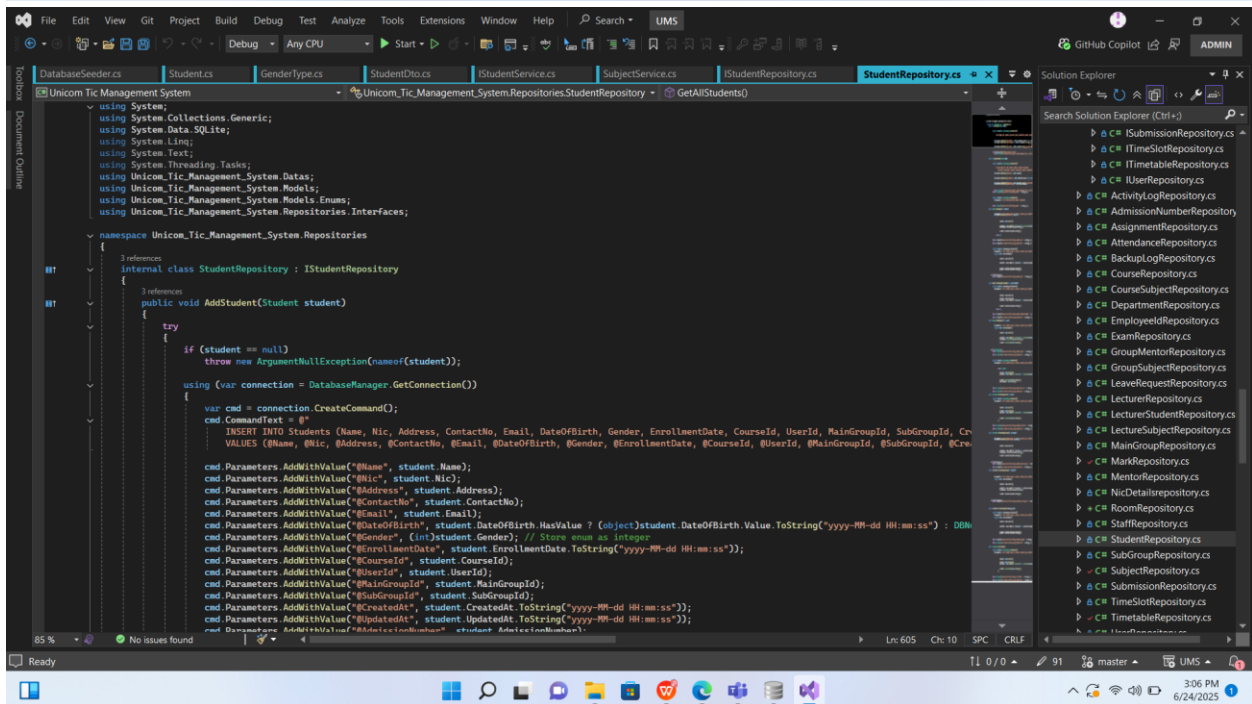 File Edit View Git Project Build Debug Test Analyze Tools Extensions Window Help Search UMS
Debug Any CPU Start GitHub Copilot ADMIN
Toolbox
Document Outline
DatabaseSeeder.cs Student.cs GenderType.cs StudentDto.cs IStudentService.cs SubjectService.cs IStudentRepository.cs StudentRepository.cs
Unicom Tic Management System Unicom_Tic_Management_System.Repositories.StudentRepository GetAllStudents()
using System;
using System.Collections.Generic;
using System.Data.SQLite;
using System.Linq;
using System.Text;
using System.Threading.Tasks;
using Unicom_Tic_Management_System.Datas;
using Unicom_Tic_Management_System.Models;
using Unicom_Tic_Management_System.Models.Enums;
using Unicom_Tic_Management_System.Repositories.Interfaces;
namespace Unicom_Tic_Management_System.Repositories
{
3 references
internal class StudentRepository : IStudentRepository
{
3 references
public void AddStudent(Student student)
{
try
{
if (student == null)
throw new ArgumentNullException(nameof(student));
using (var connection = DatabaseManager.GetConnection())
{
var cmd = connection.CreateCommand();
cmd.CommandText = @"
INSERT INTO Students (Name, Nic, Address, ContactNo, Email, DateOfBirth, Gender, EnrollmentDate, CourseId, UserId, MainGroupId, SubGroupId, Cr
VALUES (@Name, @Nic, @Address, @ContactNo, @Email, @DateOfBirth, @Gender, @EnrollmentDate, @CourseId, @UserId, @MainGroupId, @SubGroupId, @Cre
cmd.Parameters.AddWithValue("@Name", student.Name);
cmd.Parameters.AddWithValue("@Nic", student.Nic);
cmd.Parameters.AddWithValue("@Address", student.Address);
cmd.Parameters.AddWithValue("@ContactNo", student.ContactNo);
cmd.Parameters.AddWithValue("@Email", student.Email);
cmd.Parameters.AddWithValue("@DateOfBirth", student.DateOfBirth.HasValue ? (object)student.DateOfBirth.Value.ToString("yyyy-MM-dd HH:mm:ss") : DBN
cmd.Parameters.AddWithValue("@Gender", (int)student.Gender); // Store enum as integer
cmd.Parameters.AddWithValue("@EnrollmentDate", student.EnrollmentDate.ToString("yyyy-MM-dd HH:mm:ss"));
cmd.Parameters.AddWithValue("@CourseId", student.CourseId);
cmd.Parameters.AddWithValue("@UserId", student.UserId);
cmd.Parameters.AddWithValue("@MainGroupId", student.MainGroupId);
cmd.Parameters.AddWithValue("@SubGroupId", student.SubGroupId);
cmd.Parameters.AddWithValue("@CreatedAt", student.CreatedAt.ToString("yyyy-MM-dd HH:mm:ss"));
cmd.Parameters.AddWithValue("@UpdatedAt", student.UpdatedAt.ToString("yyyy-MM-dd HH:mm:ss"));
cmd.Parameters.AddWithValue("@AdmissionNumber", student.AdmissionNumber);
85 % No issues found Ln: 605 Ch: 10 SPC CRLF
Solution Explorer
Search Solution Explorer (Ctrl+;)
C# ISubmissionRepository.cs
C# ITimeSlotRepository.cs
C# ITimetableRepository.cs
C# IUserRepository.cs
C# ActivityLogRepository.cs
C# AdmissionNumberRepository
C# AssignmentRepository.cs
C# AttendanceRepository.cs
C# BackupLogRepository.cs
C# CourseRepository.cs
C# CourseSubjectRepository.cs
C# DepartmentRepository.cs
C# EmployeeIdRepository.cs
C# ExamRepository.cs
C# GroupMentorRepository.cs
C# GroupSubjectRepository.cs
C# LeaveRequestRepository.cs
C# LecturerRepository.cs
C# LecturerStudentRepository.cs
C# LectureSubjectRepository.cs
C# MainGroupRepository.cs
C# MarkRepository.cs
C# MentorRepository.cs
C# NicDetailsrepository.cs
C# RoomRepository.cs
C# StaffRepository.cs
C# StudentRepository.cs
C# SubGroupRepository.cs
C# SubjectRepository.cs
C# SubmissionRepository.cs
C# TimeSlotRepository.cs
C# TimetableRepository.cs
C# UserRepository.cs
Ready 0 / 0 91 master UMS 1
3:06 PM
6/24/2025 1